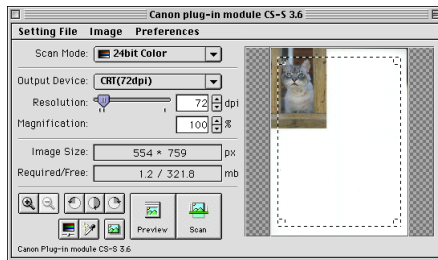 Canon plug-in module CS-S 3.6
Setting File Image Preferences
Scan Mode: 24bit Color
Output Device: CRT(72dpi)
Resolution: 72 dpi
Magnification: 100 %
Image Size: 554 * 759 px
Required/Free: 1.2 / 321.8 mb
Preview Scan
Canon Plug-in module CS-S 3.6